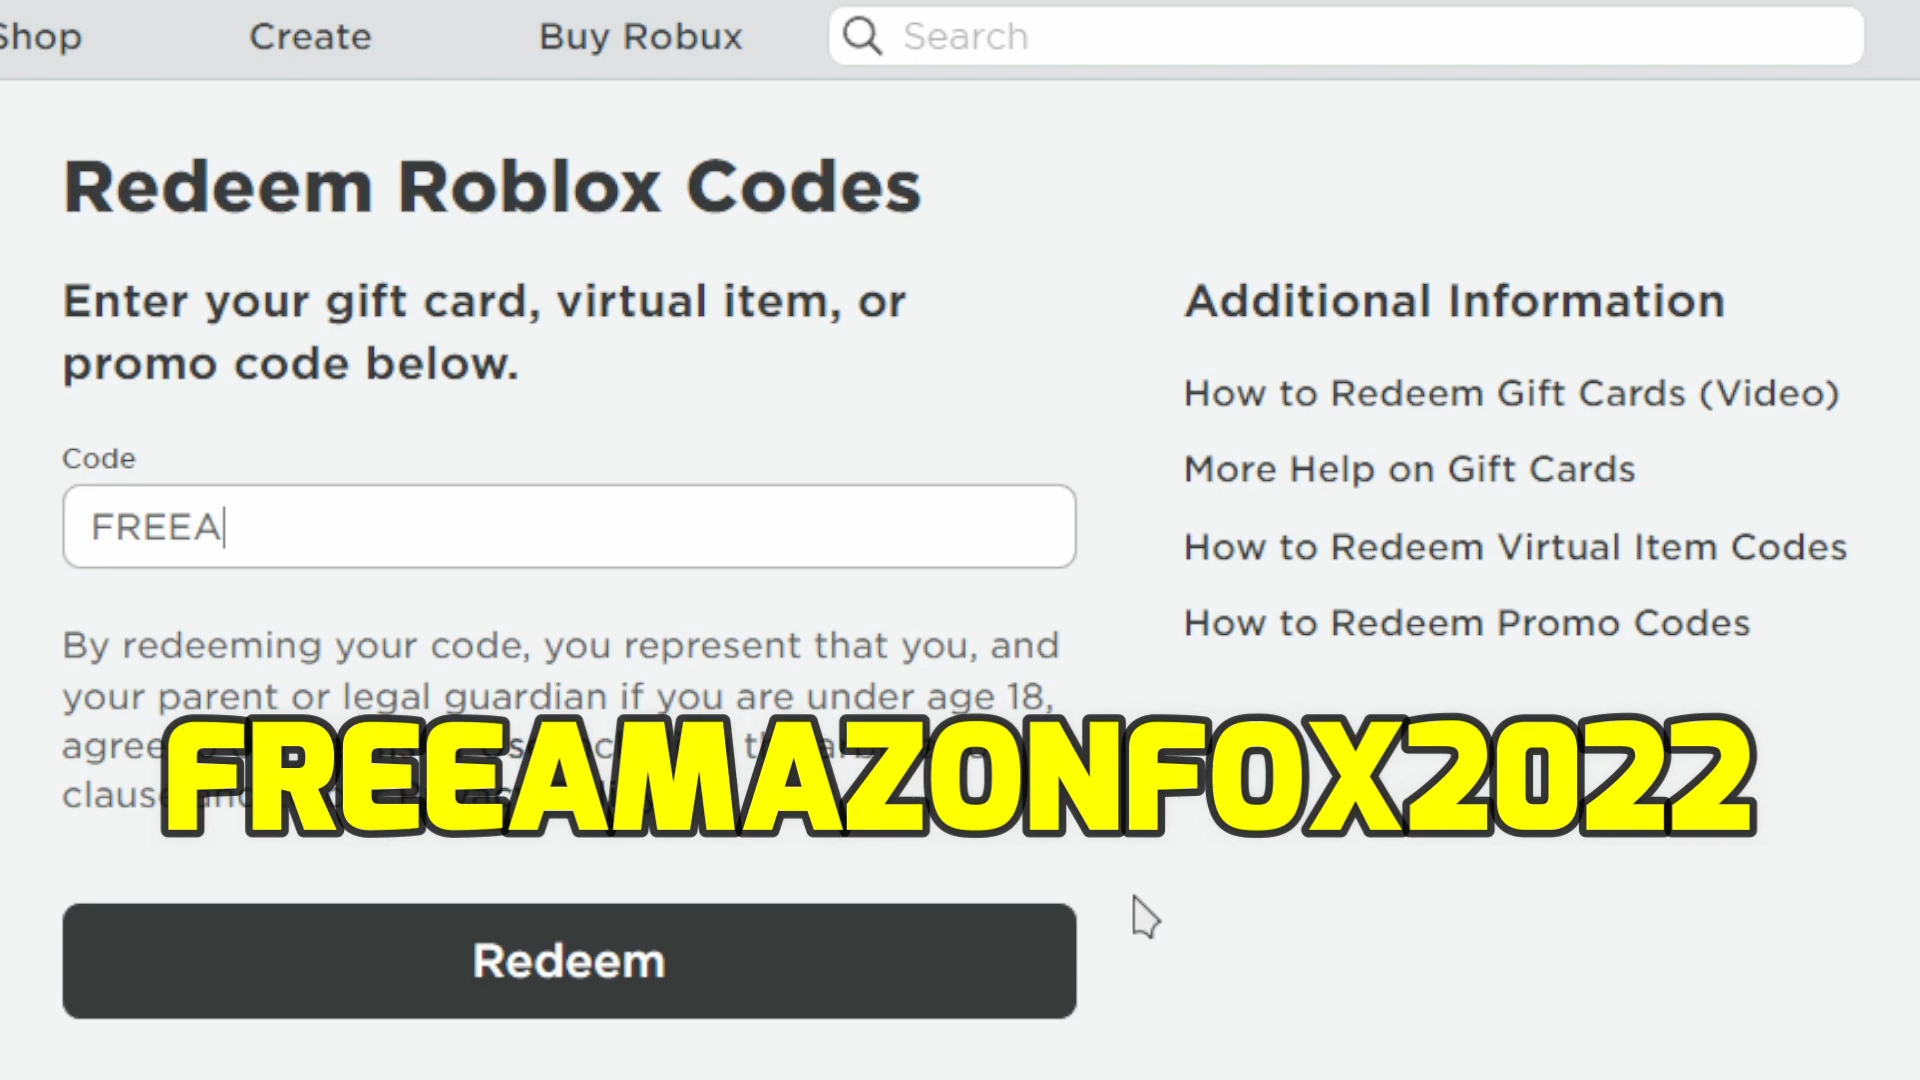 Shop Create Buy Robux Search
Redeem Roblox Codes
Enter your gift card, virtual item, or
promo code below.
Code
FREEA
By redeeming your code, you represent that you, and
your parent or legal guardian if you are under age 18,
agree
clause
FREEAMAZONFOX2022
Redeem
Additional Information
How to Redeem Gift Cards (Video)
More Help on Gift Cards
How to Redeem Virtual Item Codes
How to Redeem Promo Codes